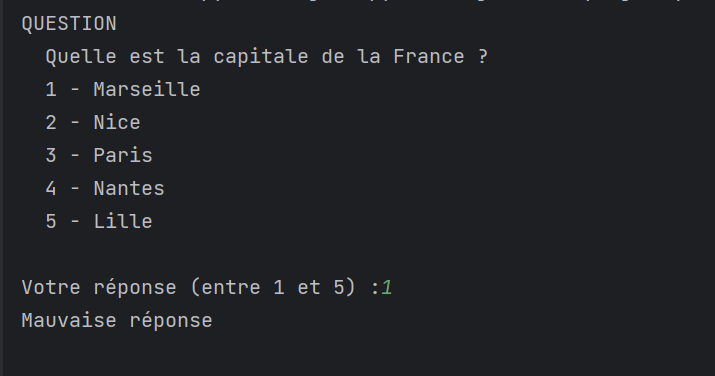 QUESTION
Quelle est la capitale de la France ?
1 - Marseille
2 - Nice
3 - Paris
4 - Nantes
5 - Lille
Votre réponse (entre 1 et 5) :1
Mauvaise réponse